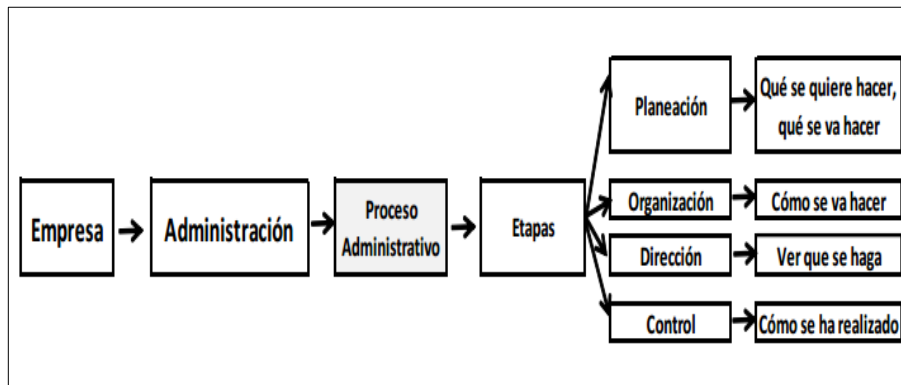 Empresa
Administración
Proceso
Administrativo
Etapas
Planeación
Qué se quiere hacer,
qué se va hacer
Organización
Cómo se va hacer
Dirección
Ver que se haga
Control
Cómo se ha realizado